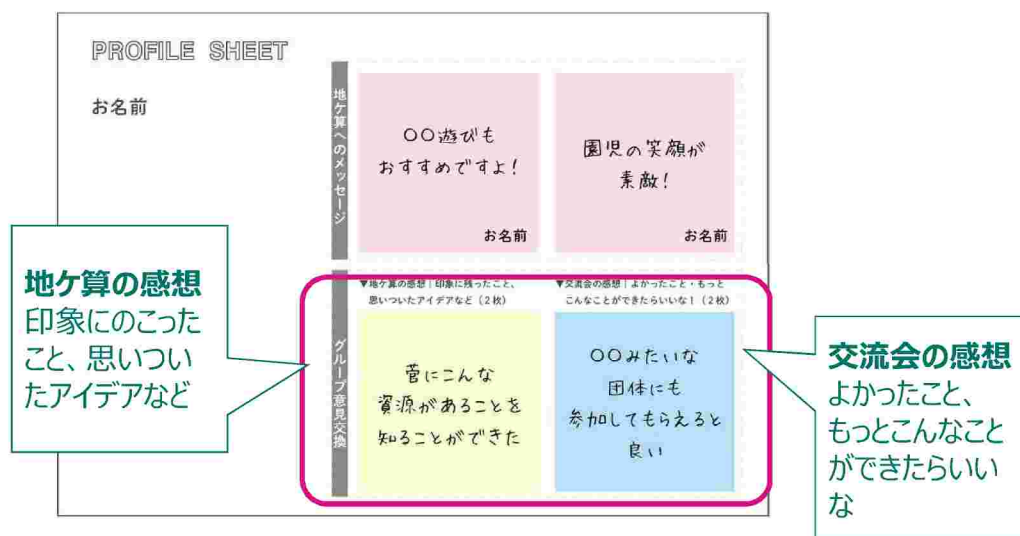 PROFILE SHEET
お名前
地ケ算へのメッセージ
〇〇遊びも
おすすめですよ!
お名前
園児の笑顔が
素敵!
お名前
グループ意見交換
▼地ケ算の感想|印象に残ったこと、
思いついたアイデアなど(2枚)
菅にこんな
資源があることを
知ることができた
▼交流会の感想|よかったこと・もっと
こんなことができたらいいな!(2枚)
〇〇みたいな
団体にも
参加してもらえると
良い
地ケ算の感想
印象にのこった
こと、思いつい
たアイデアなど
交流会の感想
よかったこと、
もっとこんなこと
ができたらいい
な